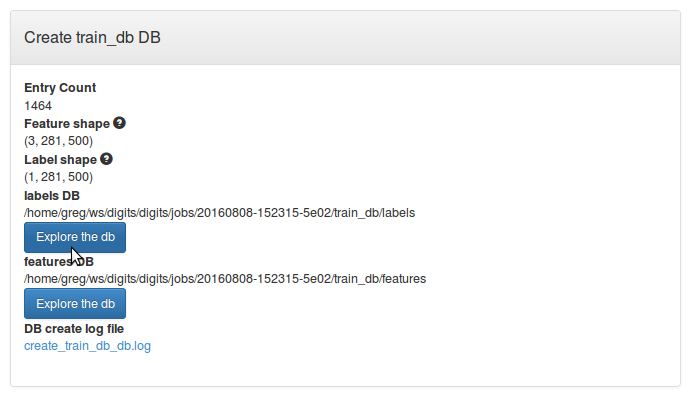 Create train_db DB
Entry Count
1464
Feature shape ?
(3, 281, 500)
Label shape ?
(1, 281, 500)
labels DB
/home/greg/ws/digits/digits/jobs/20160808-152315-5e02/train_db/labels
Explore the db
features DB
/home/greg/ws/digits/digits/jobs/20160808-152315-5e02/train_db/features
Explore the db
DB create log file
create_train_db_db.log